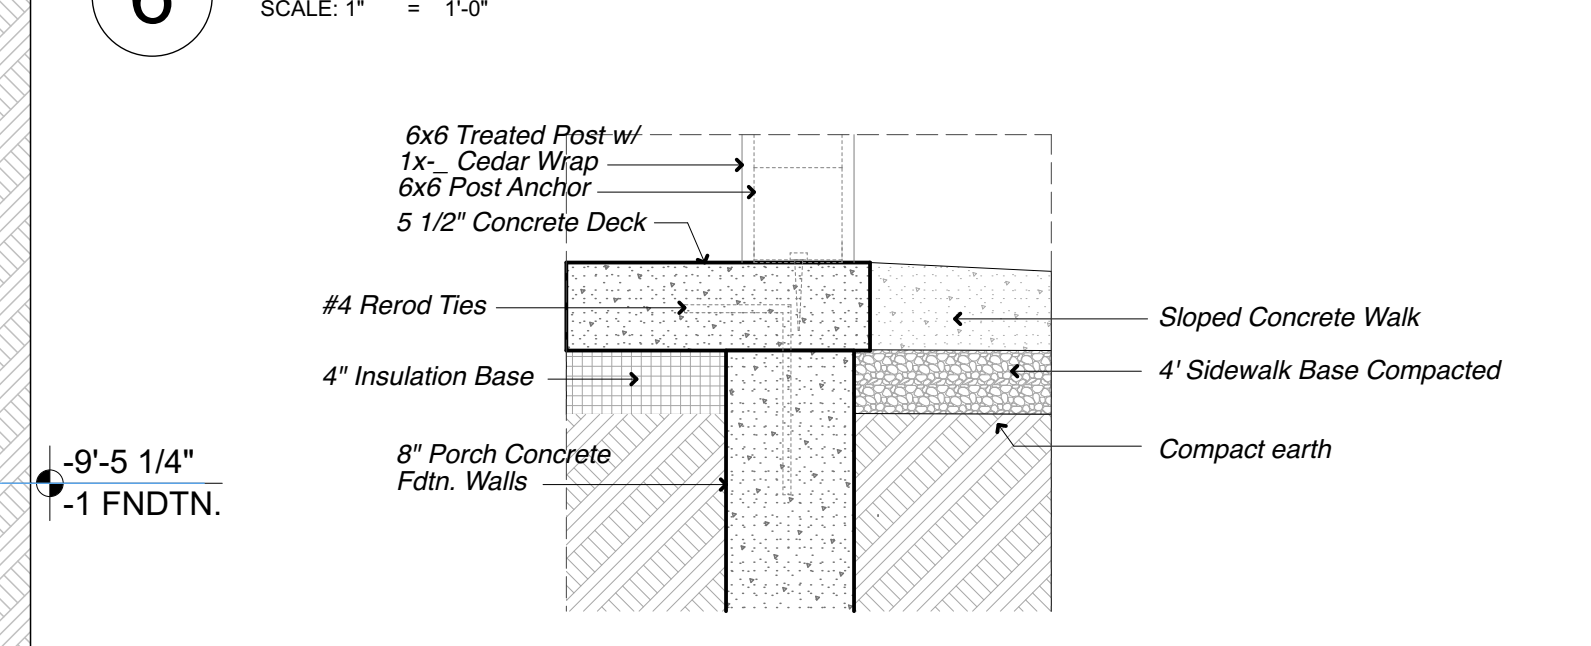 6
SCALE: 1" = 1'-0"
6x6 Treated Post w/
1x-_ Cedar Wrap
6x6 Post Anchor
5 1/2" Concrete Deck
#4 Rerod Ties
4" Insulation Base
8" Porch Concrete
Fdtn. Walls
Sloped Concrete Walk
4' Sidewalk Base Compacted
Compact earth
-9'-5 1/4"
-1 FNDTN.